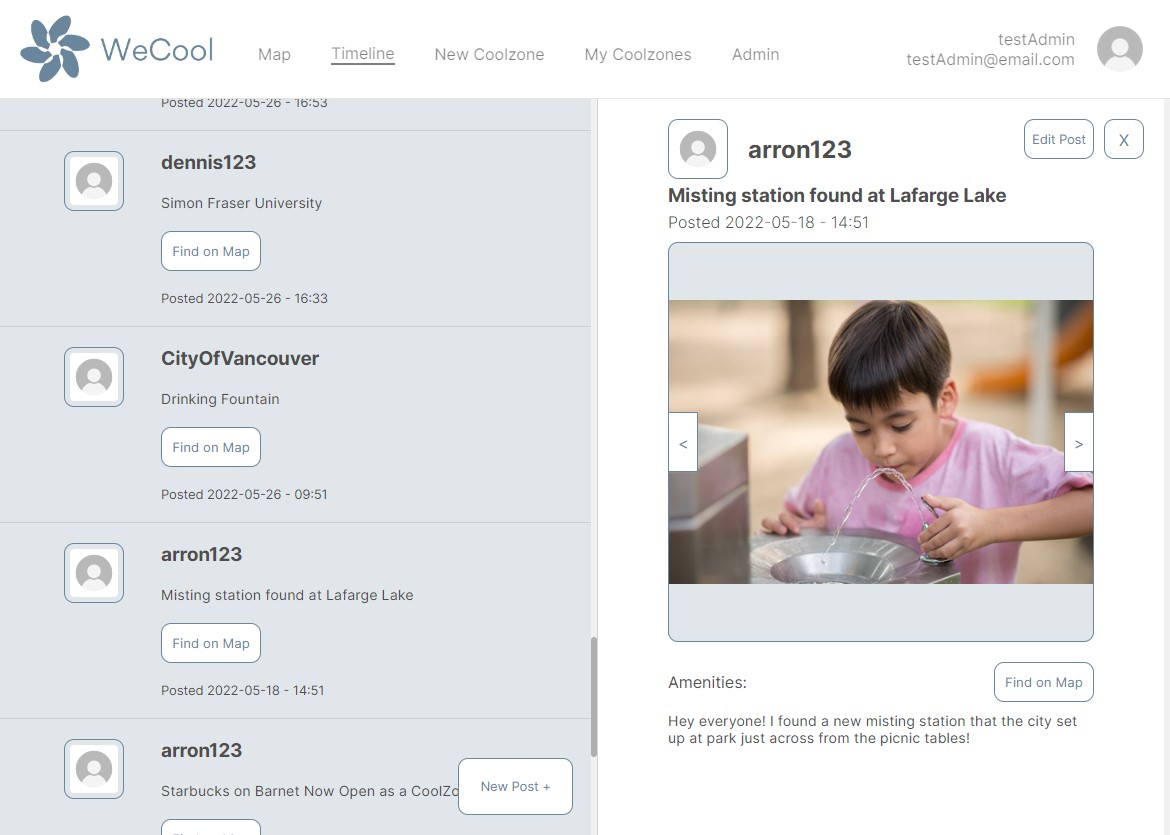 WeCool
Map
Timeline
New Coolzone
My Coolzones
Admin
testAdmin
testAdmin@email.com
Posted 2022-05-26 - 16:53
dennis123
Simon Fraser University
Find on Map
Posted 2022-05-26 - 16:33
CityOfVancouver
Drinking Fountain
Find on Map
Posted 2022-05-26 - 09:51
arron123
Misting station found at Lafarge Lake
Find on Map
Posted 2022-05-18 - 14:51
arron123
Starbucks on Barnet Now Open as a CoolZo
New Post +
arron123
Edit Post
X
Misting station found at Lafarge Lake
Posted 2022-05-18 - 14:51
<
>
Amenities:
Find on Map
Hey everyone! I found a new misting station that the city set
up at park just across from the picnic tables!